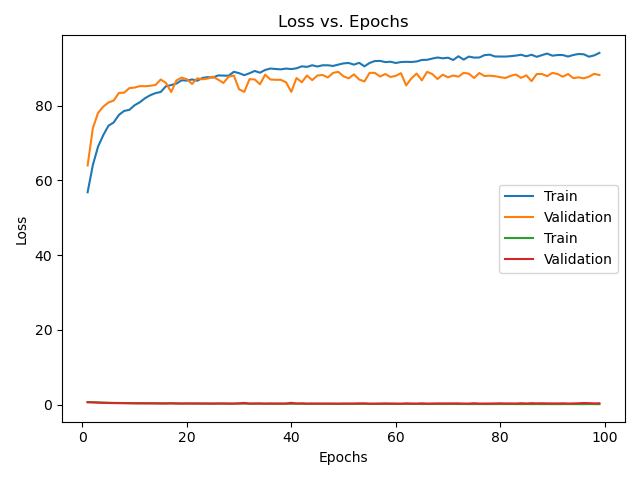 Loss vs. Epochs
Loss
80
60
40
20
0
Train
Validation
Train
Validation
0 20 40 60 80 100
Epochs